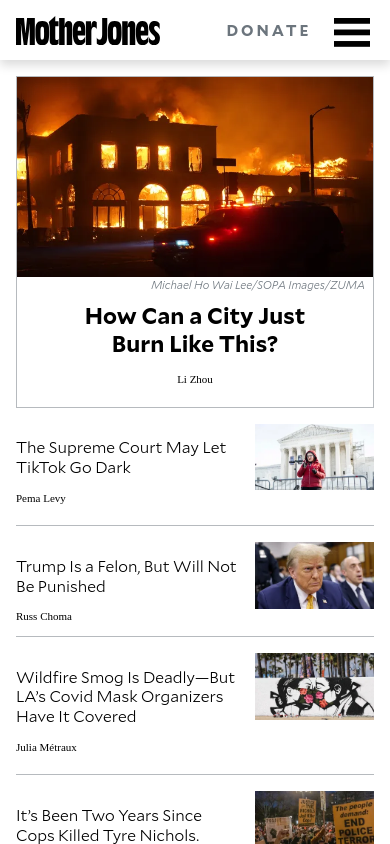 Mother Jones
DONATE
Michael Ho Wai Lee/SOPA Images/ZUMA
How Can a City Just
Burn Like This?
Li Zhou
The Supreme Court May Let
TikTok Go Dark
Pema Levy
Trump Is a Felon, But Will Not
Be Punished
Russ Choma
Wildfire Smog Is Deadly—But
LA’s Covid Mask Organizers
Have It Covered
Julia Métraux
It’s Been Two Years Since
Cops Killed Tyre Nichols.
The people
demand:
END
POLICE
TERROR